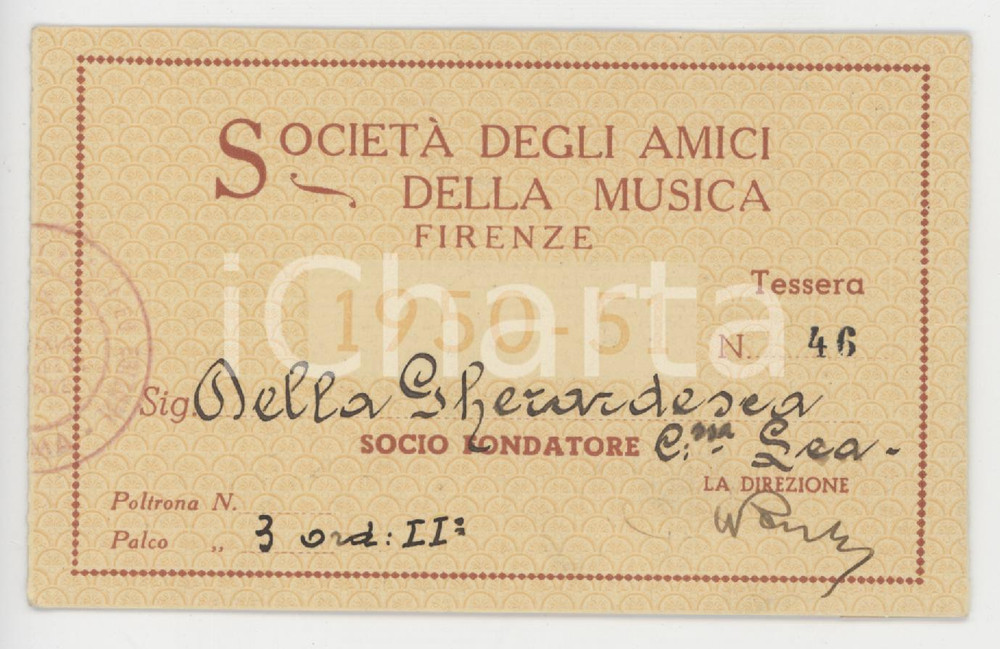 SOCIETÀ DEGLI AMICI
DELLA MUSICA
FIRENZE
Tessera
1950-51
iCharta
N. 46
Sig. Della Gherardesca
SOCIO FONDATORE C.ssa Lea -
LA DIREZIONE
Poltrona N.
Palco „ 3 ord: II: